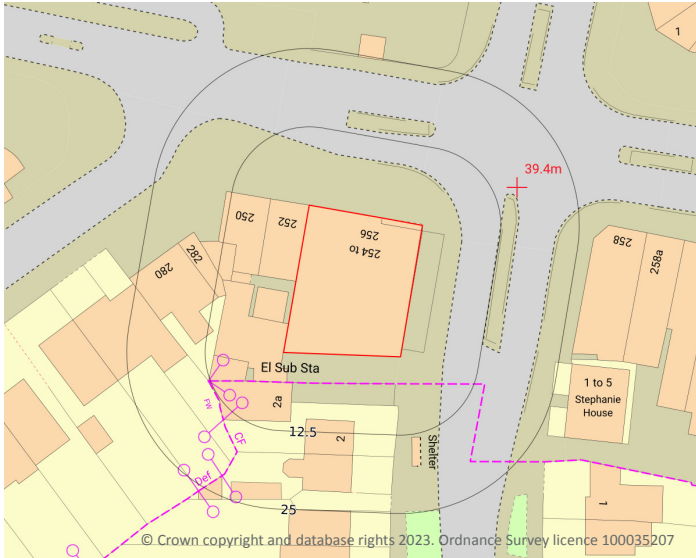 1
39.4m
250
252
254 to
256
258
258a
282
280
El Sub Sta
1 to 5
Stephanie
House
2a
FW
12.5
2
CF
Shelter
Def
25
1
© Crown copyright and database rights 2023. Ordnance Survey licence 100035207